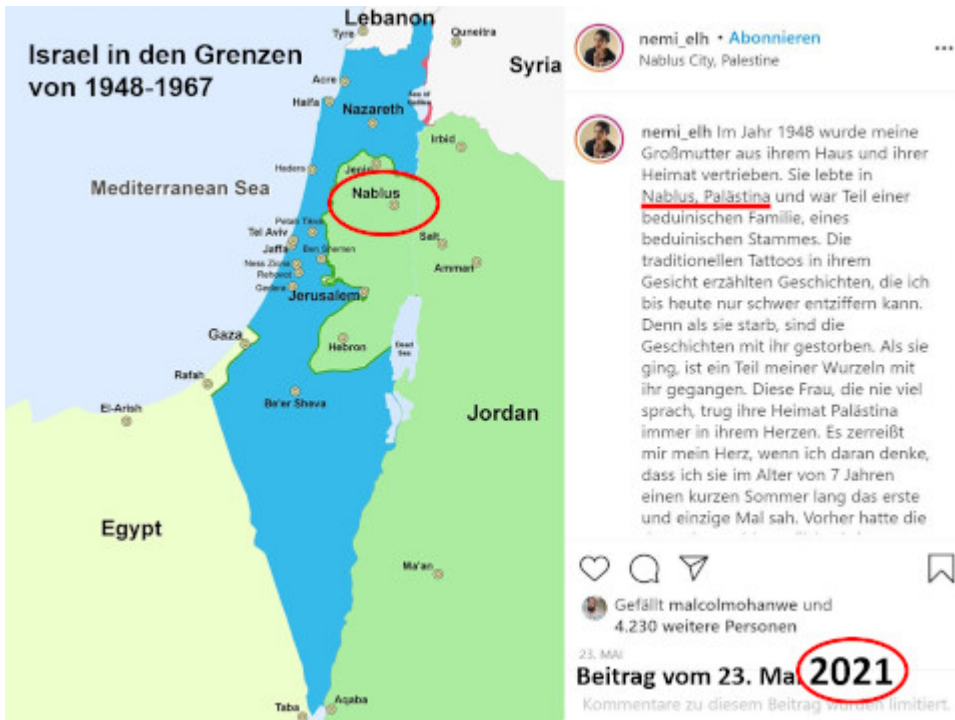 Israel in den Grenzen
von 1948-1967
Lebanon
Tyre
Quneitra
Syria
Acre
Haifa
Sea of
Nazareth
Irbid
Hadera
Jenin
Mediterranean Sea
Nablus
Petah Tikva
Tel Aviv
Salt
Jaffa
Ben Shemen
Ness Ziona
Rehovot
Gedera
Amman
Jerusalem
Gaza
Hebron
Dead
Sea
Rafah
El-Arish
Be'er Sheva
Jordan
Egypt
Ma'an
Aqaba
Taba
nemi_elh • Abonnieren
Nablus City, Palestine
nemi_elh Im Jahr 1948 wurde meine
Großmutter aus ihrem Haus und ihrer
Heimat vertrieben. Sie lebte in
Nablus, Palästina und war Teil einer
beduinischen Familie, eines
beduinischen Stammes. Die
traditionellen Tattoos in ihrem
Gesicht erzählten Geschichten, die ich
bis heute nur schwer entziffern kann.
Denn als sie starb, sind die
Geschichten mit ihr gestorben. Als sie
ging, ist ein Teil meiner Wurzeln mit
ihr gegangen. Diese Frau, die nie viel
sprach, trug ihre Heimat Palästina
immer in ihrem Herzen. Es zerreißt
mir mein Herz, wenn ich daran denke,
dass ich sie im Alter von 7 Jahren
einen kurzen Sommer lang das erste
und einzige Mal sah. Vorher hatte die
Gefällt malcolmohanwe und
4.230 weitere Personen
23. MAI
Beitrag vom 23. Mai 2021
Kommentare zu diesem Beitrag wurden limitiert.